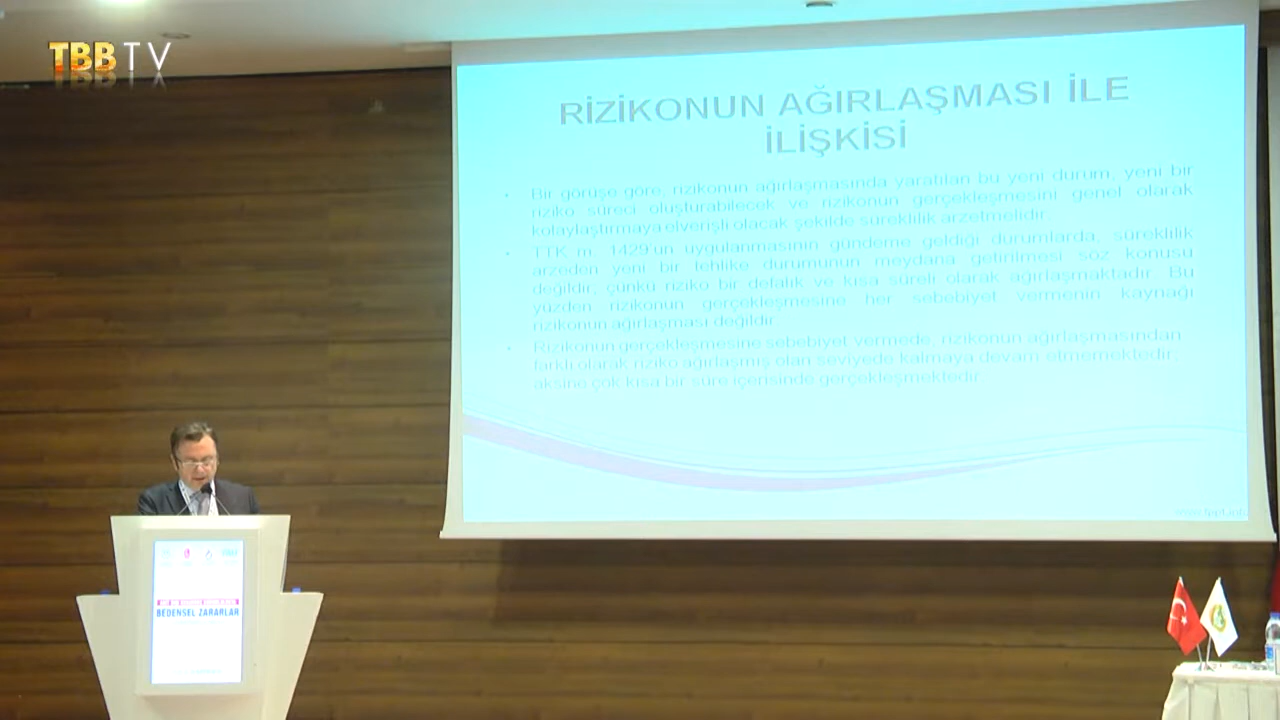 TBB TV
RİZİKONUN AĞIRLAŞMASI İLE
İLİŞKİSİ
• Bir görüşe göre, rizikonun ağırlaşmasında yaratılan bu yeni durum, yeni bir
riziko süreci oluşturabilecek ve rizikonun gerçekleşmesini genel olarak
kolaylaştırmaya elverişli olacak şekilde süreklilik arzetmelidir.
• TTK m. 1429'un uygulanmasının gündeme geldiği durumlarda, süreklilik
arzeden yeni bir tehlike durumunun meydana getirilmesi söz konusu
değildir, çünkü riziko bir defalık ve kısa süreli olarak ağırlaşmaktadır. Bu
yüzden rizikonun gerçekleşmesine her sebebiyet vermenin kaynağı
rizikonun ağırlaşması değildir.
• Rizikonun gerçekleşmesine sebebiyet vermede, rizikonun ağırlaşmasından
farklı olarak riziko ağırlaşmış olan seviyede kalmaya devam etmemektedir;
aksine çok kısa bir süre içerisinde gerçekleşmektedir.
BEDENSEL ZARARLAR